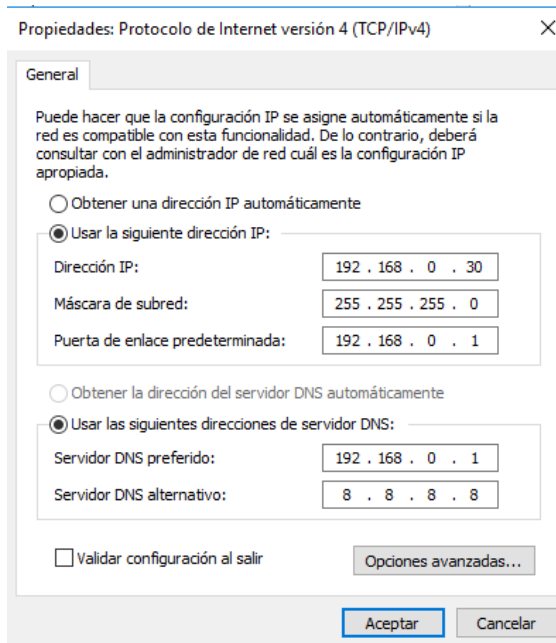 Propiedades: Protocolo de Internet versión 4 (TCP/IPv4)
General
Puede hacer que la configuración IP se asigne automáticamente si la
red es compatible con esta funcionalidad. De lo contrario, deberá
consultar con el administrador de red cuál es la configuración IP
apropiada.
Obtener una dirección IP automáticamente
Usar la siguiente dirección IP:
Dirección IP: 192 . 168 . 0 . 30
Máscara de subred: 255 . 255 . 255 . 0
Puerta de enlace predeterminada: 192 . 168 . 0 . 1
Obtener la dirección del servidor DNS automáticamente
Usar las siguientes direcciones de servidor DNS:
Servidor DNS preferido: 192 . 168 . 0 . 1
Servidor DNS alternativo: 8 . 8 . 8 . 8
Validar configuración al salir Opciones avanzadas...
Aceptar Cancelar